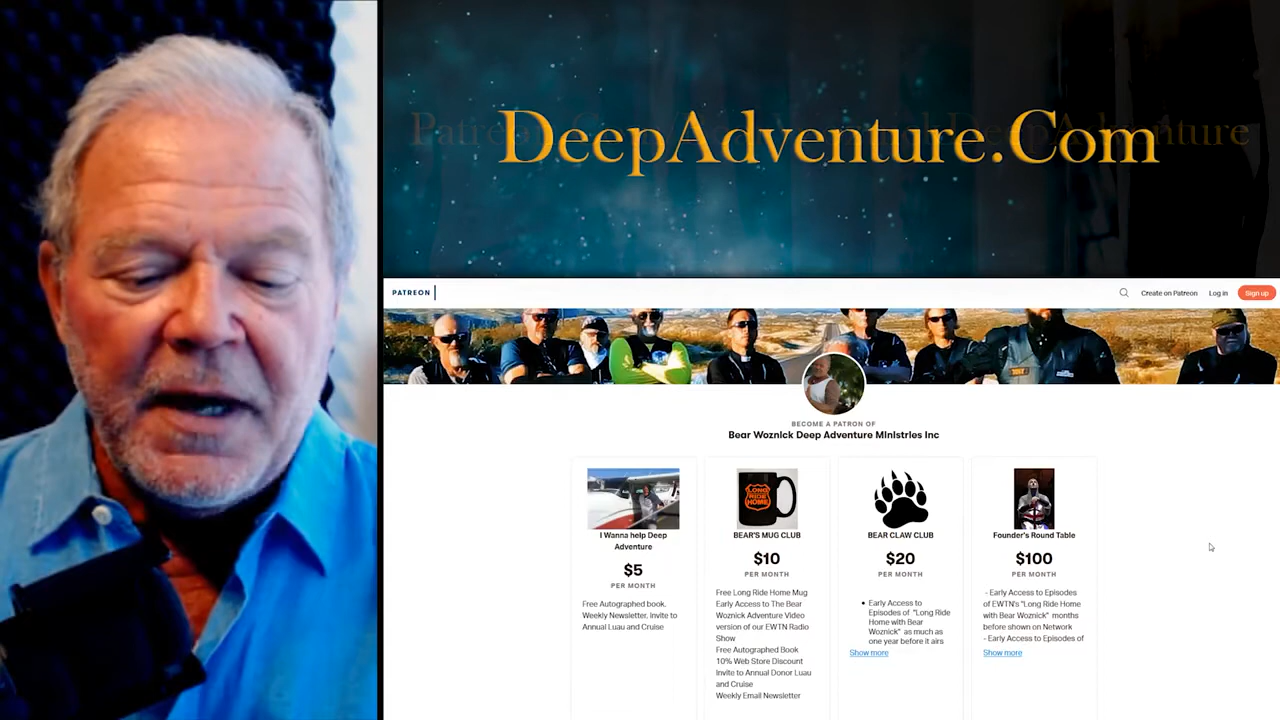 DeepAdventure.Com
PATREON
Create on Patreon
Log in
Sign up
BECOME A PATRON OF
Bear Woznick Deep Adventure Ministries Inc
I Wanna help Deep
Adventure
$5
PER MONTH
Free Autographed book.
Weekly Newsletter. Invite to
Annual Luau and Cruise
LONG
RIDE
HOME
BEAR'S MUG CLUB
$10
PER MONTH
Free Long Ride Home Mug
Early Access to The Bear
Woznick Adventure Video
version of our EWTN Radio
Show
Free Autographed Book
10% Web Store Discount
Invite to Annual Donor Luau
and Cruise
Weekly Email Newsletter
BEAR CLAW CLUB
$20
PER MONTH
• Early Access to
Episodes of "Long Ride
Home with Bear
Woznick" as much as
one year before it airs
Show more
Founder's Round Table
$100
PER MONTH
- Early Access to Episodes
of EWTN's "Long Ride Home
with Bear Woznick" months
before shown on Network
- Early Access to Episodes of
Show more